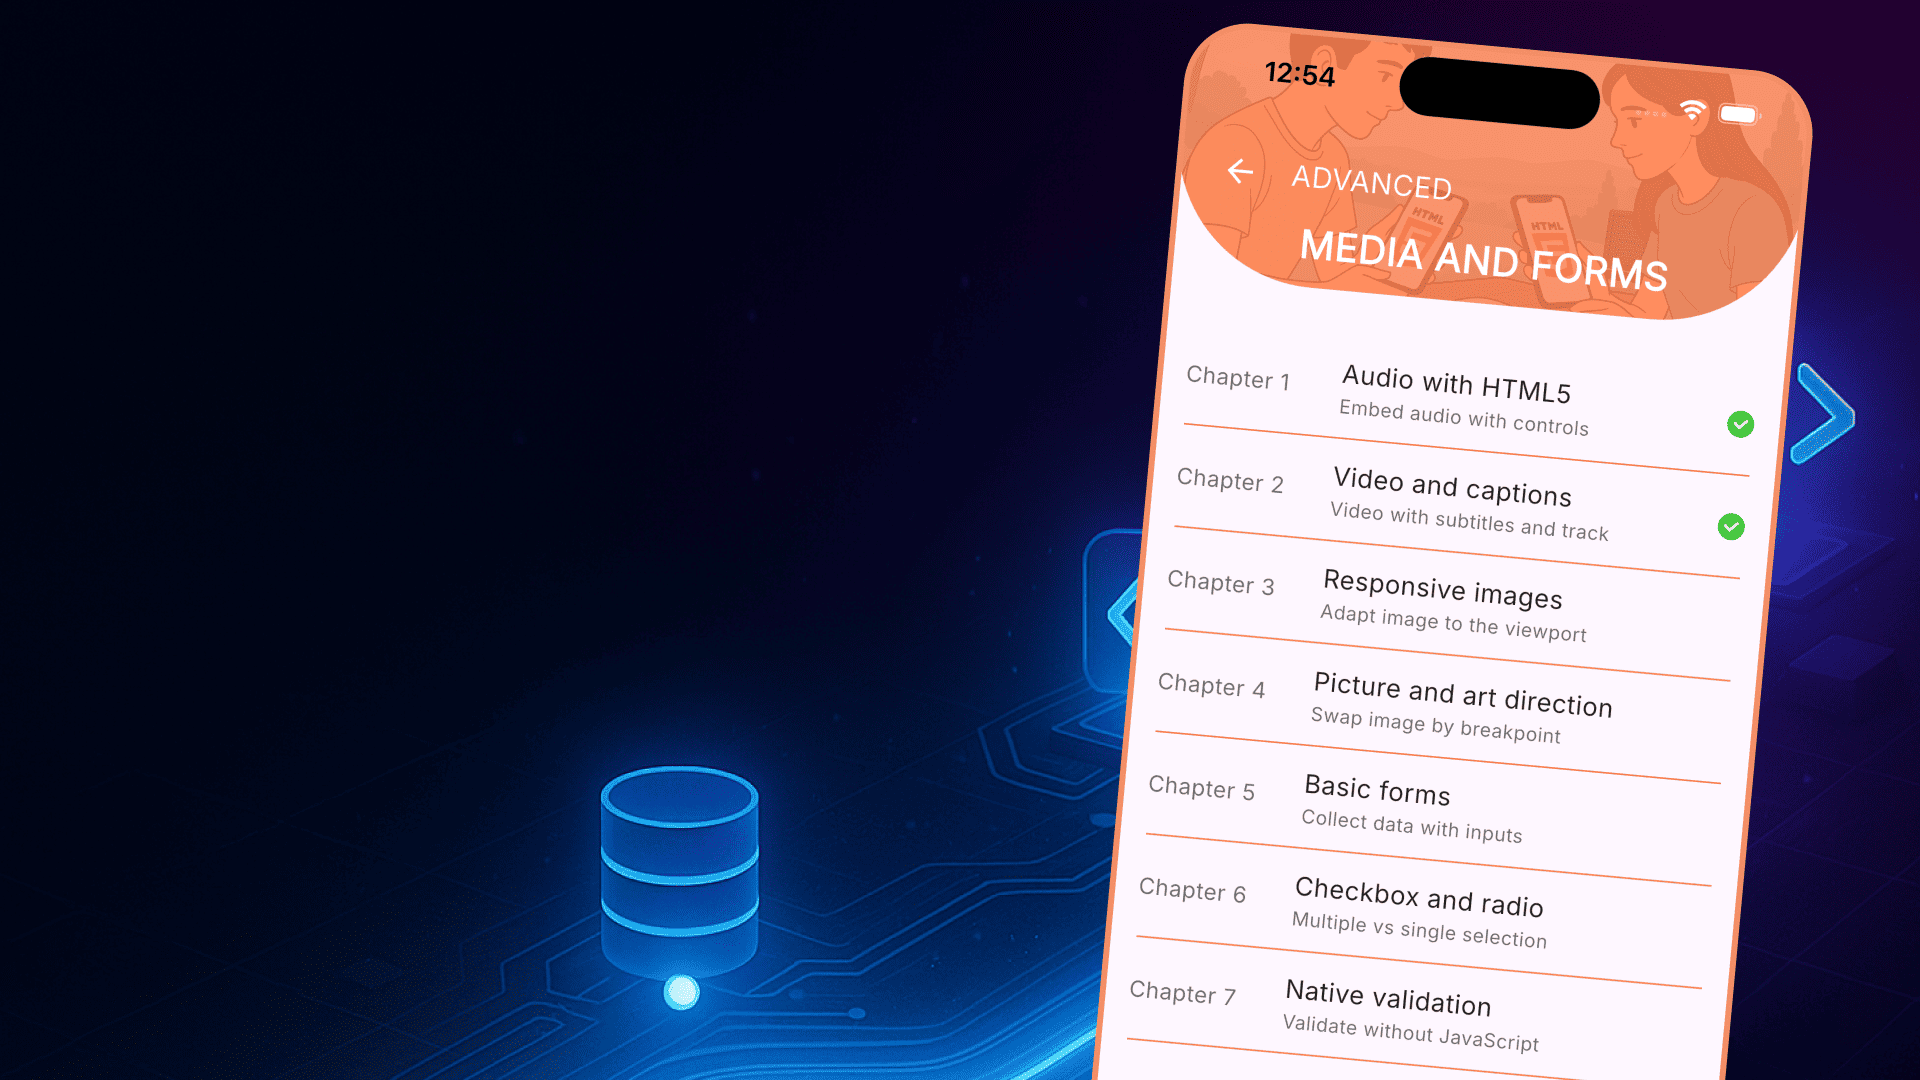 12:54
ADVANCED
HTML
HTML
MEDIA AND FORMS
Chapter 1
Audio with HTML5
Embed audio with controls
Chapter 2
Video and captions
Video with subtitles and track
Chapter 3
Responsive images
Adapt image to the viewport
Chapter 4
Picture and art direction
Swap image by breakpoint
Chapter 5
Basic forms
Collect data with inputs
Chapter 6
Checkbox and radio
Multiple vs single selection
Chapter 7
Native validation
Validate without JavaScript